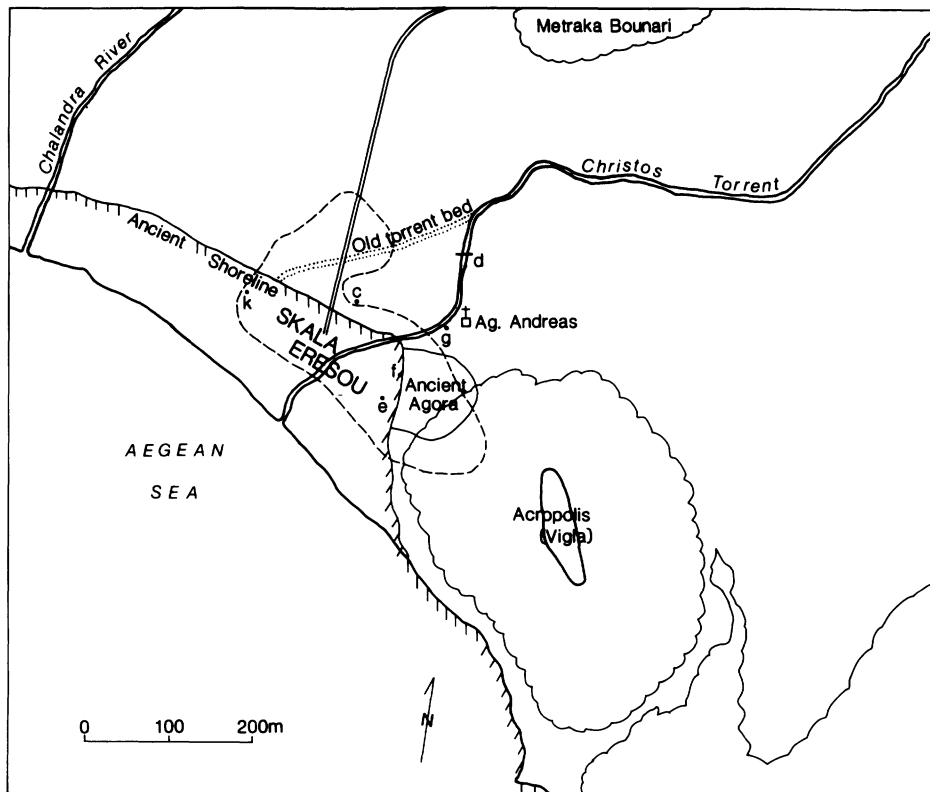 Metraka Bounari
Chalandra River
Christos Torrent
Old torrent bed
Ancient Shoreline
d
c
k
SKALA
ERESOU
Ag. Andreas
g
f
e
Ancient
Agora
AEGEAN
SEA
Acropolis
(Vigla)
N
0 100 200m